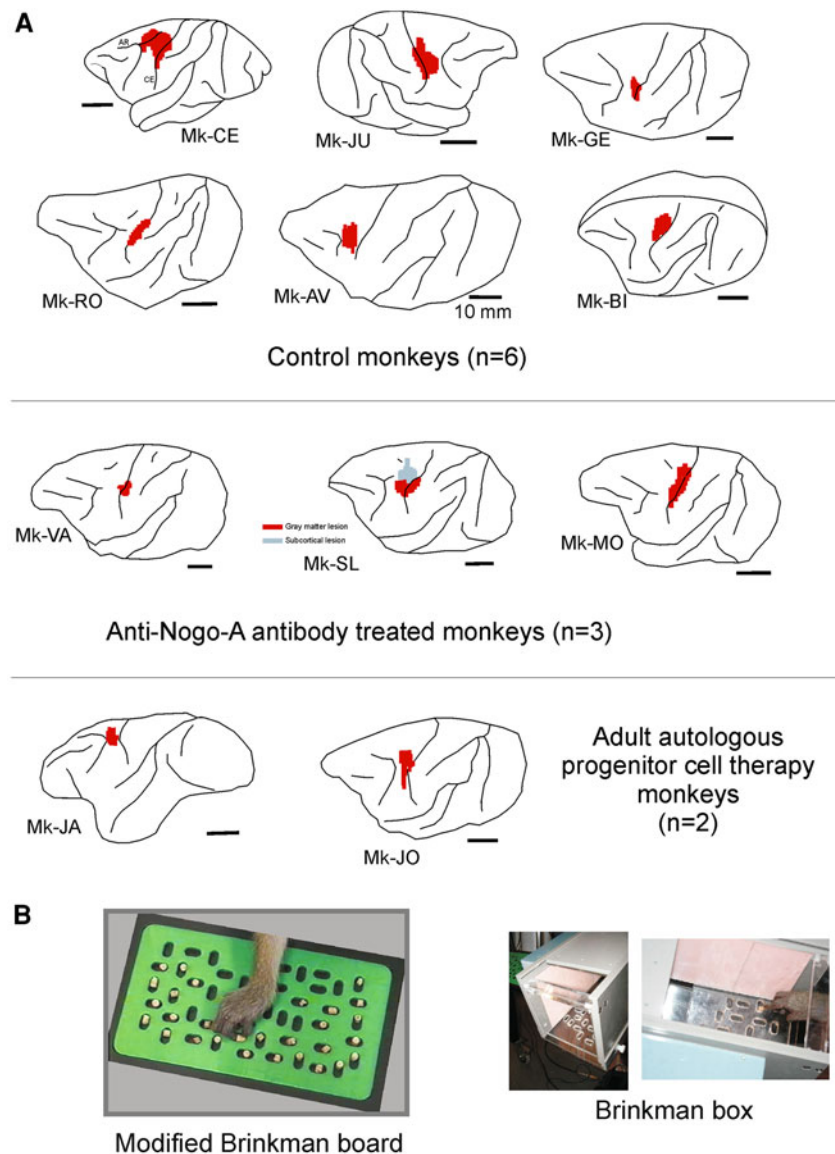 A
AR
CE
Mk-CE
Mk-JU
Mk-GE
Mk-RO
Mk-AV
10 mm
Mk-BI
Control monkeys (n=6)
Mk-VA
Gray matter lesion
Subcortical lesion
Mk-SL
Mk-MO
Anti-Nogo-A antibody treated monkeys (n=3)
Mk-JA
Mk-JO
Adult autologous
progenitor cell therapy
monkeys
(n=2)
B
Modified Brinkman board
Brinkman box